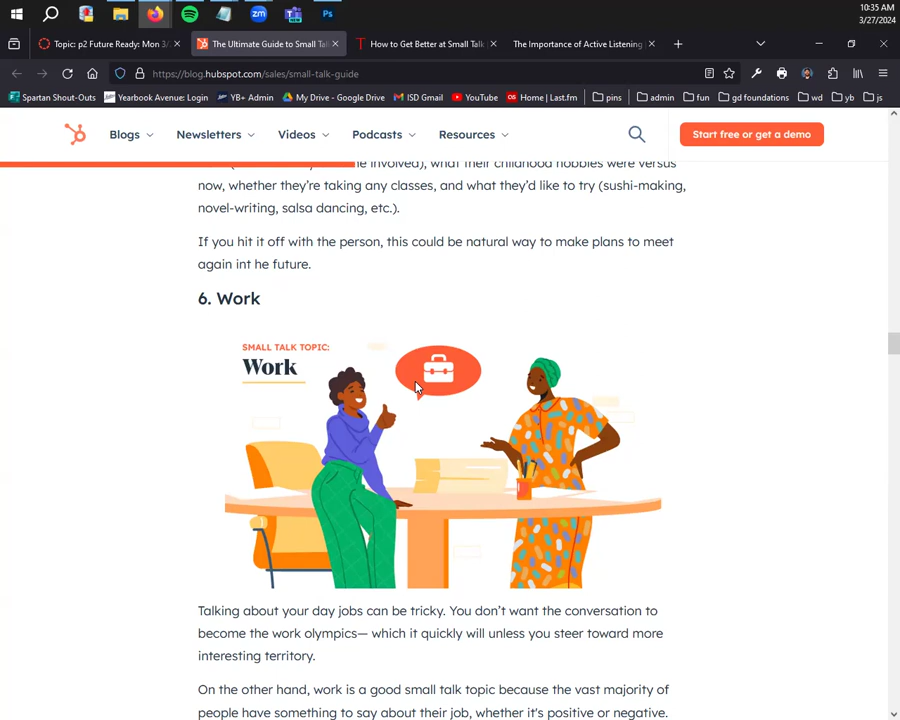 10:35 AM
3/27/2024
zm
NEW
Ps
Topic: p2 Future Ready: Mon 3/
The Ultimate Guide to Small Tal
How to Get Better at Small Talk
The Importance of Active Listening
https://blog.hubspot.com/sales/small-talk-guide
Spartan Shout-Outs Yearbook Avenue: Login YB+ Admin My Drive - Google Drive ISD Gmail YouTube Home | Last.fm pins admin fun gd foundations wd yb js
Blogs Newsletters Videos Podcasts Resources Start free or get a demo
involved), what their childhood hobbies were versus
now, whether they're taking any classes, and what they'd like to try (sushi-making,
novel-writing, salsa dancing, etc.).
If you hit it off with the person, this could be natural way to make plans to meet
again int he future.
6. Work
SMALL TALK TOPIC:
Work
Talking about your day jobs can be tricky. You don't want the conversation to
become the work olympics— which it quickly will unless you steer toward more
interesting territory.
On the other hand, work is a good small talk topic because the vast majority of
people have something to say about their job, whether it's positive or negative.